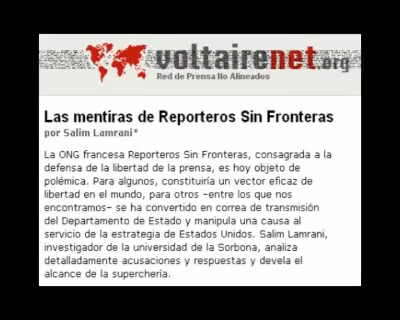 voltairenet.org
Red de Prensa No Alineados
Las mentiras de Reporteros Sin Fronteras
por Salim Lamrani*
La ONG francesa Reporteros Sin Fronteras, consagrada a la
defensa de la libertad de la prensa, es hoy objeto de
polémica. Para algunos, constituiría un vector eficaz de
libertad en el mundo, para otros –entre los que nos
encontramos– se ha convertido en correa de transmisión
del Departamento de Estado y manipula una causa al
servicio de la estrategia de Estados Unidos. Salim Lamrani,
investigador de la universidad de la Sorbona, analiza
detalladamente acusaciones y respuestas y devela el
alcance de la superchería.